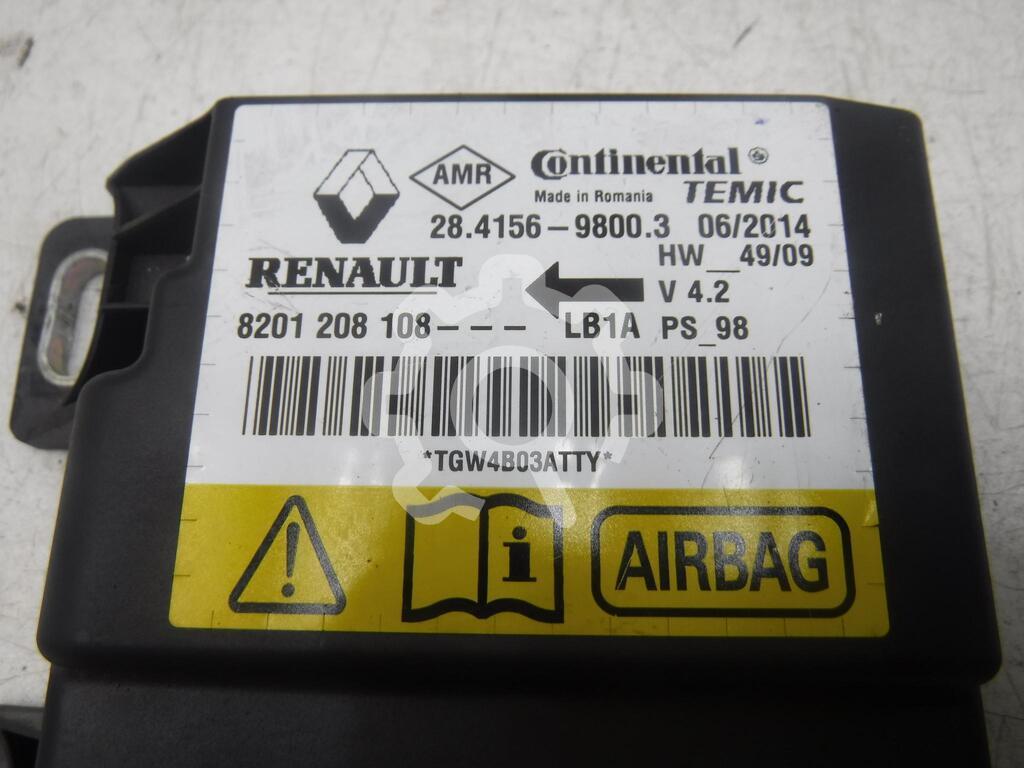 AMR
Continental
Made in Romania TEMIC
28.4156-9800.3 06/2014
HW__49/09
RENAULT
V 4.2
8201 208 108--- LB1A PS_98
*TGW4B03ATTY*
! i AIRBAG